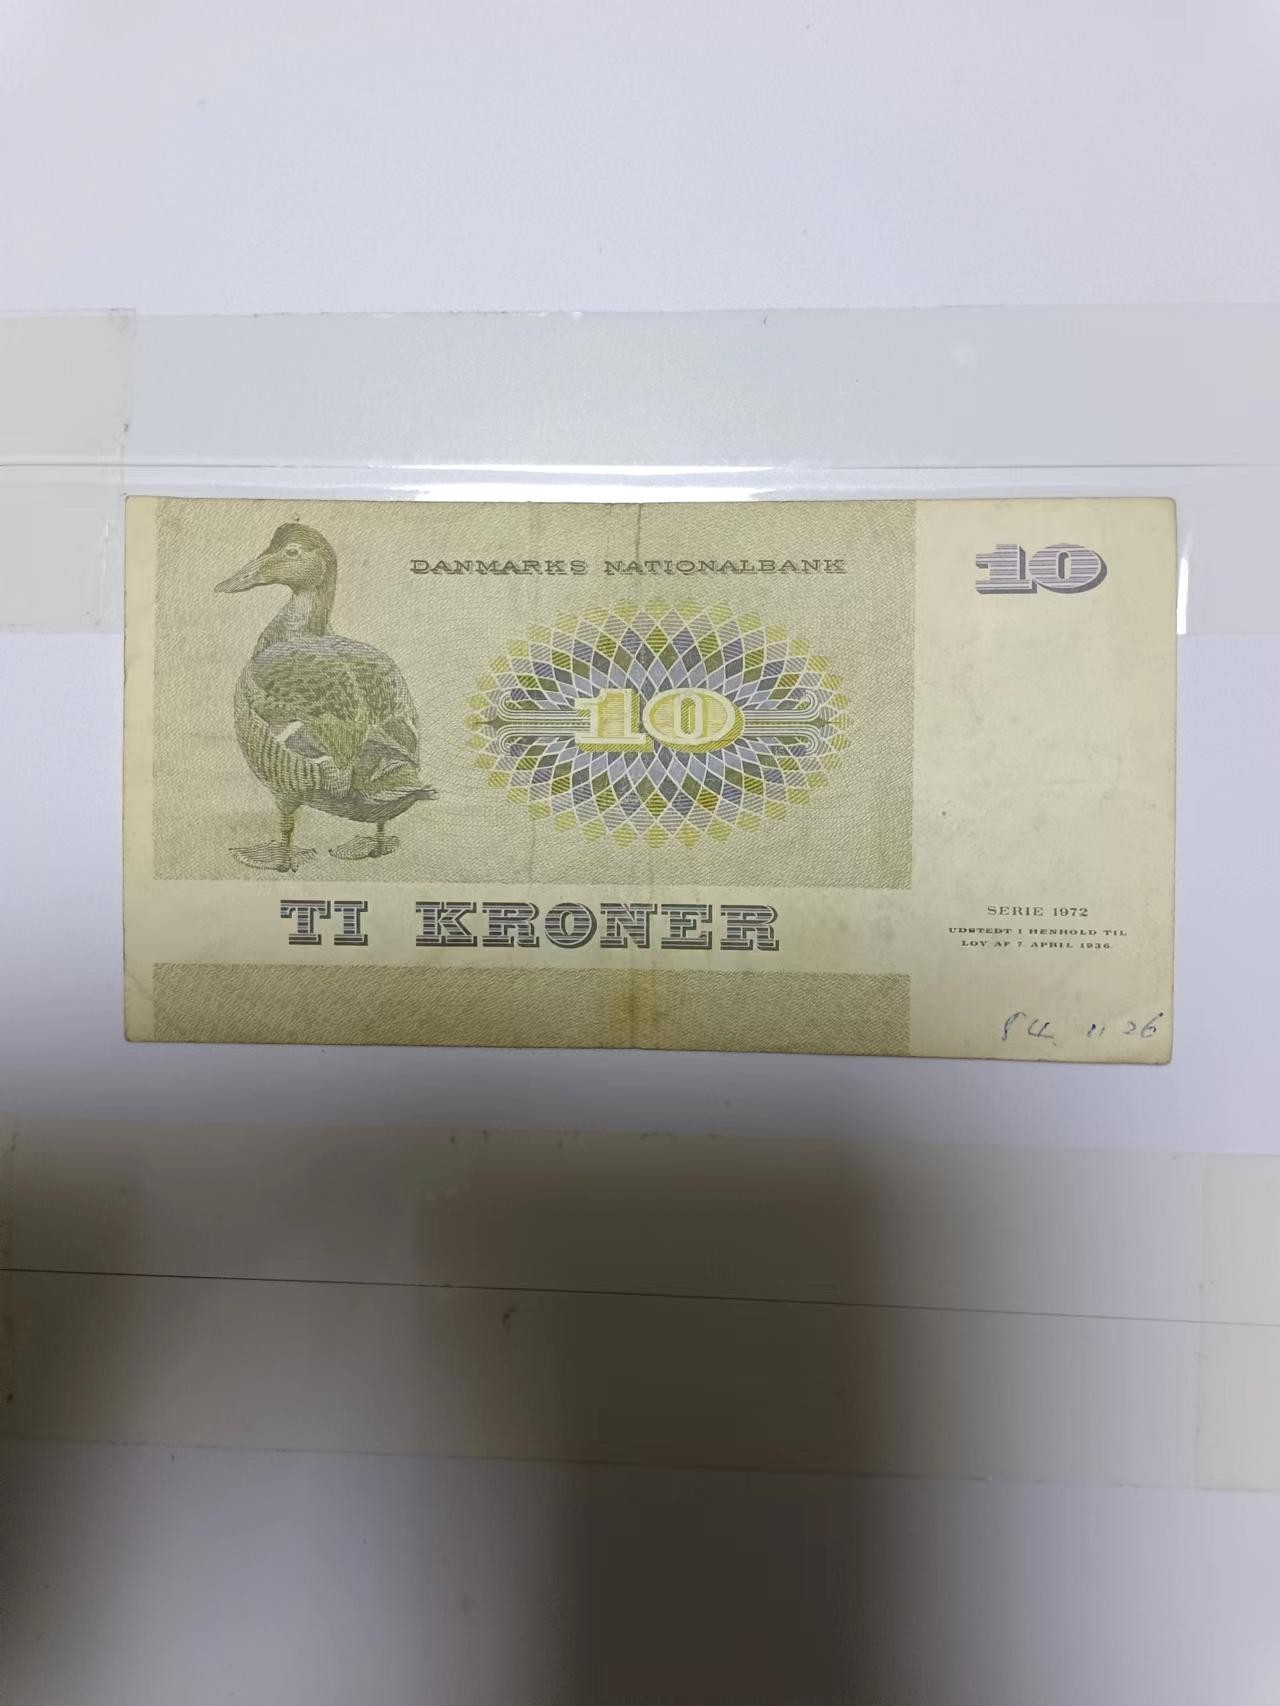 DANMARKS NATIONALBANK
10
10
TI KRONER
SERIE 1972
UDSTEDT I HENHOLD TIL
LOV AF 7. APRIL 1936.
84 11 26